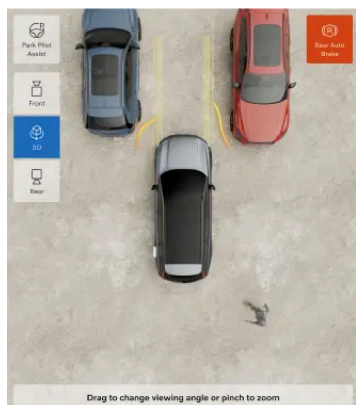 Park Pilot
Assist
Rear Auto
Brake
Front
3D
Rear
Drag to change viewing angle or pinch to zoom